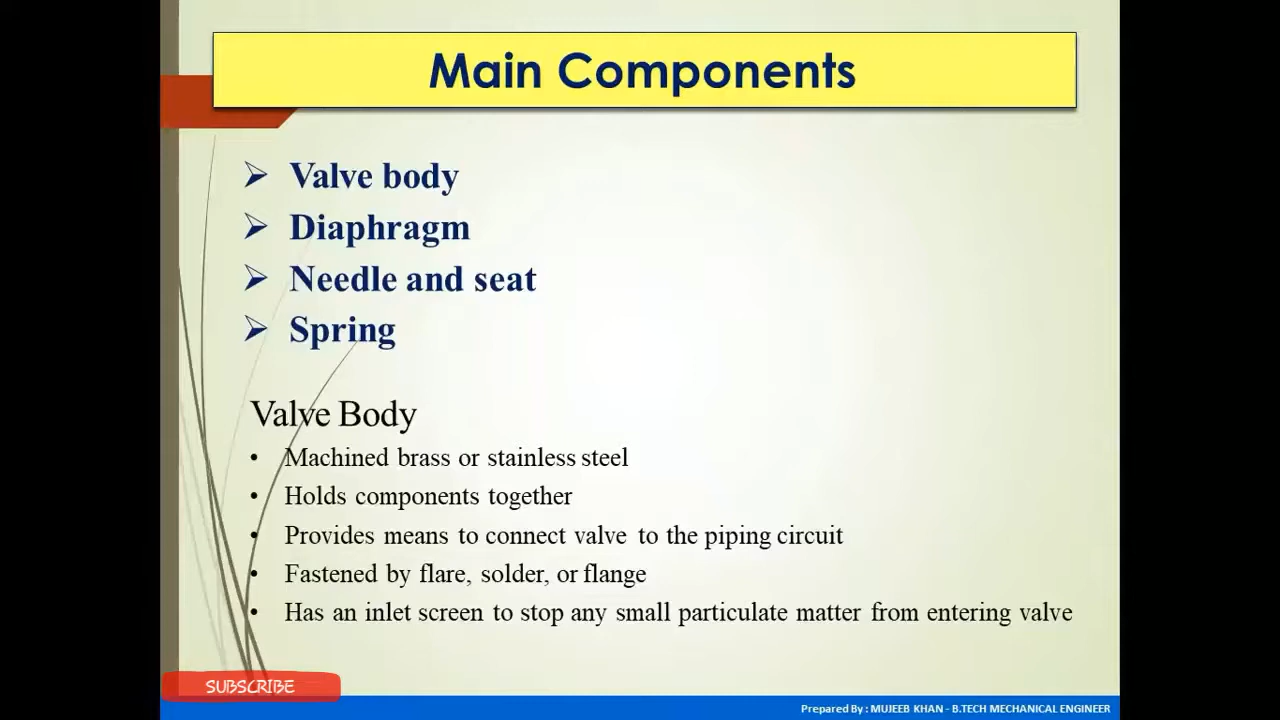 Main Components
Valve body
Diaphragm
Needle and seat
Spring
Valve Body
• Machined brass or stainless steel
• Holds components together
• Provides means to connect valve to the piping circuit
• Fastened by flare, solder, or flange
• Has an inlet screen to stop any small particulate matter from entering valve
SUBSCRIBE
Prepared By : MUJEEB KHAN - B.TECH MECHANICAL ENGINEER